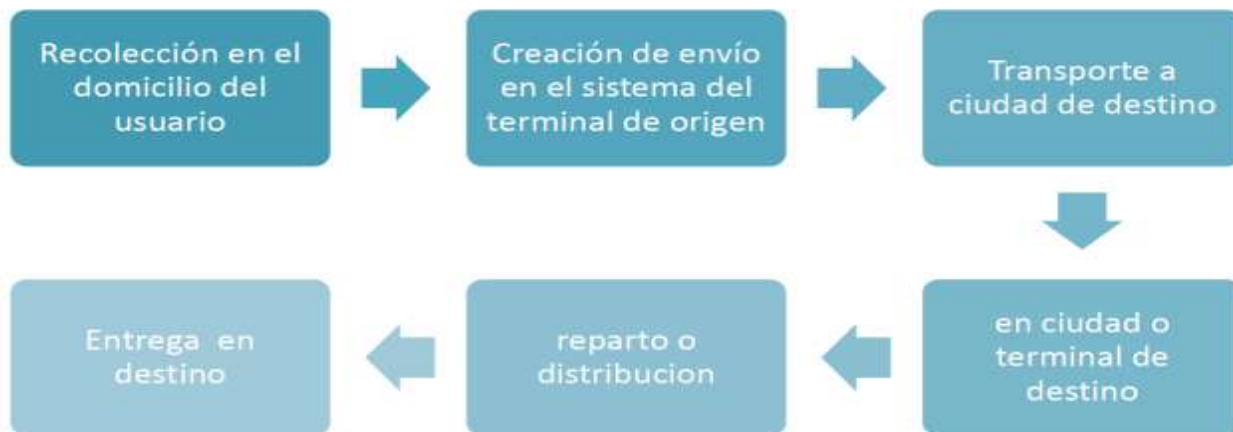 Recolección en el
domicilio del
usuario
Creación de envío
en el sistema del
terminal de origen
Transporte a
ciudad de destino
en ciudad o
terminal de
destino
reparto o
distribucion
Entrega en
destino